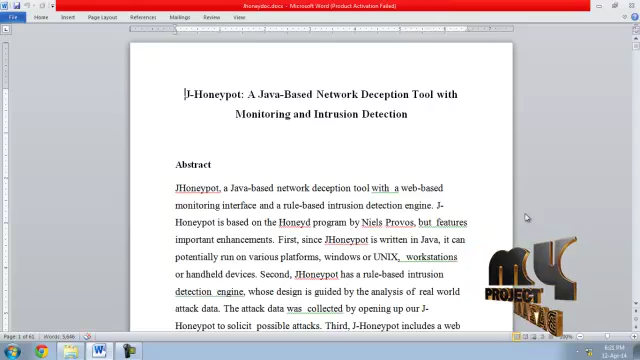 Jhoneydoc.docx - Microsoft Word (Product Activation Failed)
File Home Insert Page Layout References Mailings Review View
J-Honeypot: A Java-Based Network Deception Tool with
Monitoring and Intrusion Detection
Abstract
JHoneypot, a Java-based network deception tool with a web-based
monitoring interface and a rule-based intrusion detection engine. J-
Honeypot is based on the Honeyd program by Niels Provos, but features
important enhancements. First, since JHoneypot is written in Java, it can
potentially run on various platforms, windows or UNIX, workstations
or handheld devices. Second, JHoneypot has a rule-based intrusion
detection engine, whose design is guided by the analysis of real world
attack data. The attack data was collected by opening up our J-
Honeypot to solicit possible attacks. Third, J-Honeypot includes a web
MY
PROJECT
Page: 1 of 61 Words: 5,646
6:21 PM
12-Apr-14